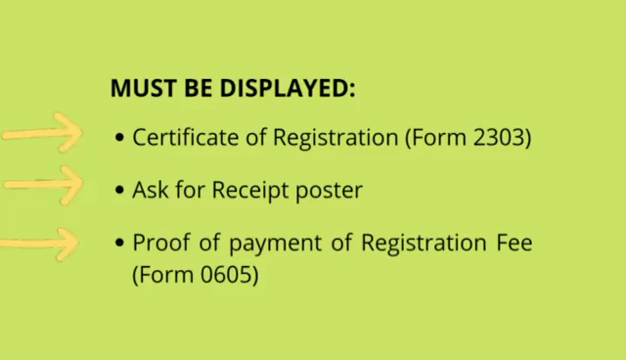 MUST BE DISPLAYED:
• Certificate of Registration (Form 2303)
• Ask for Receipt poster
• Proof of payment of Registration Fee
(Form 0605)